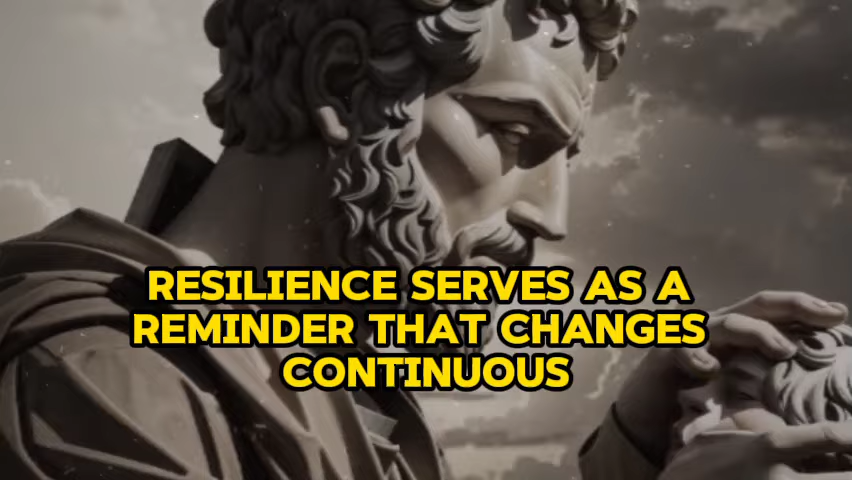 RESILIENCE SERVES AS A
REMINDER THAT CHANGES
CONTINUOUS